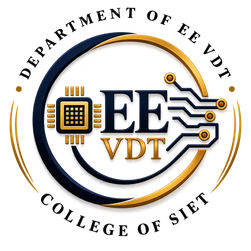 DEPARTMENT OF EE VDT
EE
VDT
COLLEGE OF SIET